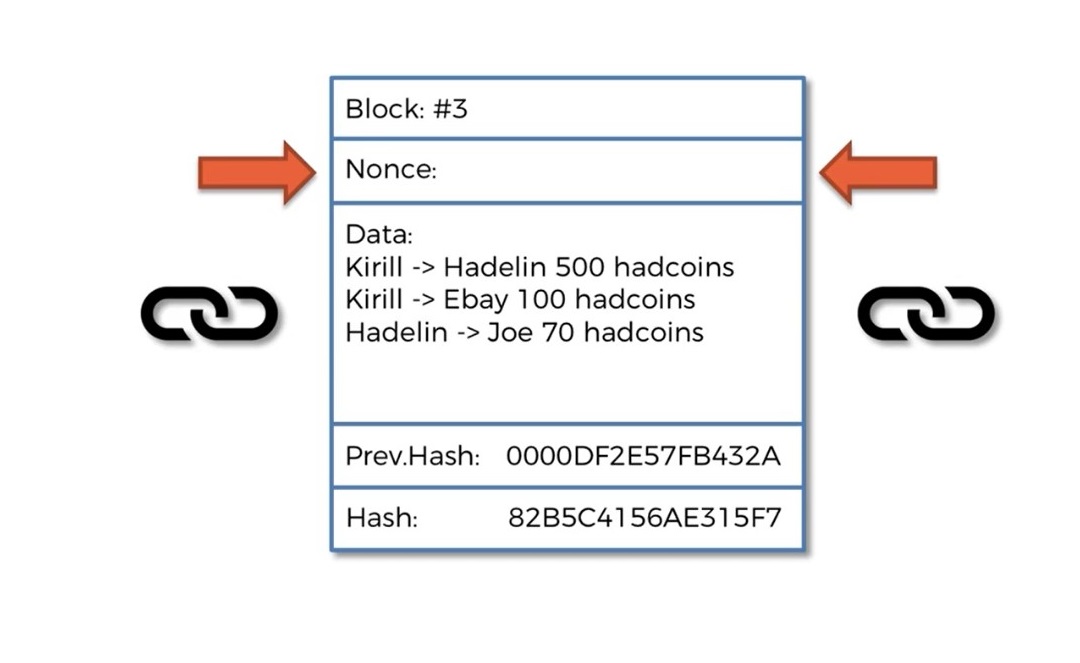 Block: #3
Nonce:
Data:
Kirill -> Hadelin 500 hadcoins
Kirill -> Ebay 100 hadcoins
Hadelin -> Joe 70 hadcoins
Prev.Hash: 0000DF2E57FB432A
Hash: 82B5C4156AE315F7